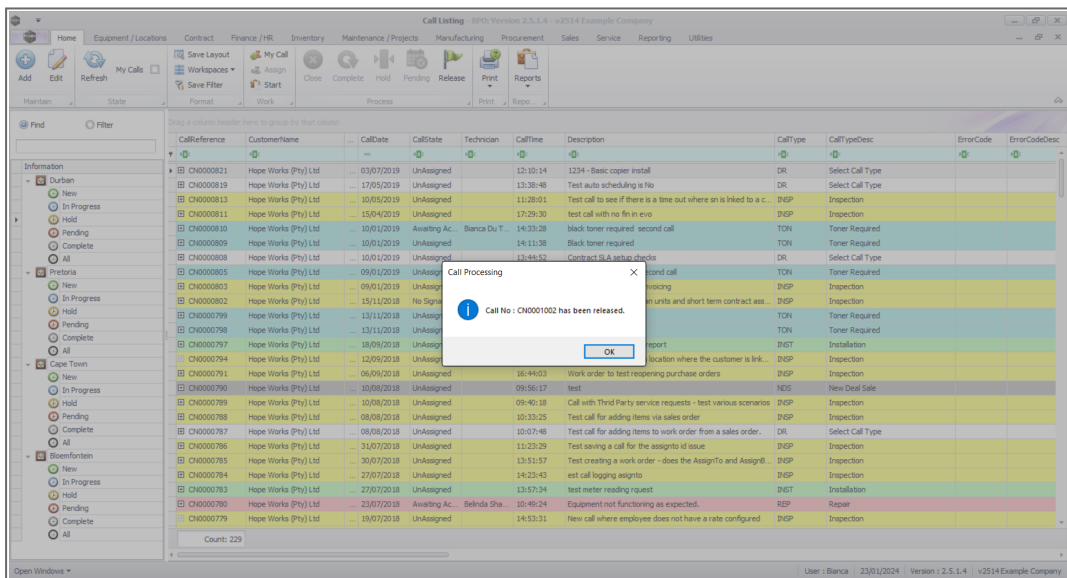 Call Listing - BPO: Version 2.5.1.4 - v2514 Example Company
Home Equipment / Locations Contract Finance / HR Inventory Maintenance / Projects Manufacturing Procurement Sales Service Reporting Utilities
Add Edit Refresh My Calls Save Layout Workspaces Save Filter My Call Assign Start Close Complete Hold Pending Release Print Reports
Maintain State Format Work Process Print Repo...
Find Filter
Drag a column header here to group by that column
CallReference CustomerName ... CallDate CallState Technician CallTime Description CallType CallTypeDesc ErrorCode ErrorCodeDesc
Information
Durban
New
In Progress
Hold
Pending
Complete
All
Pretoria
New
In Progress
Hold
Pending
Complete
All
Cape Town
New
In Progress
Hold
Pending
Complete
All
Bloemfontein
New
In Progress
Hold
Pending
Complete
All
CN0000821 Hope Works (Pty) Ltd ... 03/07/2019 UnAssigned 12:10:14 1234 - Basic copier install DR Select Call Type
CN0000819 Hope Works (Pty) Ltd ... 17/05/2019 UnAssigned 13:38:48 Test auto scheduling is No DR Select Call Type
CN0000813 Hope Works (Pty) Ltd ... 10/05/2019 UnAssigned 11:28:01 Test call to see if there is a time out where sn is linked to a c... INSP Inspection
CN0000811 Hope Works (Pty) Ltd ... 15/04/2019 UnAssigned 17:29:30 test call with no fin in evo INSP Inspection
CN0000810 Hope Works (Pty) Ltd ... 10/01/2019 Awaiting Ac... Bianca Du T... 14:33:28 black toner required second call TON Toner Required
CN0000809 Hope Works (Pty) Ltd ... 10/01/2019 UnAssigned 14:11:38 Black toner required TON Toner Required
CN0000808 Hope Works (Pty) Ltd ... 10/01/2019 UnAssigned 13:44:52 Contract SLA setup checks DR Select Call Type
CN0000805 Hope Works (Pty) Ltd ... 09/01/2019 UnAssign econd call TON Toner Required
CN0000803 Hope Works (Pty) Ltd ... 09/01/2019 UnAssign nvoicing INSP Inspection
CN0000802 Hope Works (Pty) Ltd ... 15/11/2018 No Signa an units and short term contract ass... INSP Inspection
CN0000799 Hope Works (Pty) Ltd ... 13/11/2018 UnAssign TON Toner Required
CN0000798 Hope Works (Pty) Ltd ... 13/11/2018 UnAssign TON Toner Required
CN0000797 Hope Works (Pty) Ltd ... 18/09/2018 UnAssign report INST Installation
CN0000794 Hope Works (Pty) Ltd ... 12/09/2018 UnAssign location where the customer is link... INSP Inspection
CN0000791 Hope Works (Pty) Ltd ... 06/09/2018 UnAssigned 16:44:03 Work order to test reopening purchase orders INSP Inspection
CN0000790 Hope Works (Pty) Ltd ... 10/08/2018 UnAssigned 09:56:17 test NDS New Deal Sale
CN0000789 Hope Works (Pty) Ltd ... 10/08/2018 UnAssigned 09:40:18 Call with Thrid Party service requests - test various scenarios INSP Inspection
CN0000788 Hope Works (Pty) Ltd ... 08/08/2018 UnAssigned 10:33:25 Test call for adding items via sales order INSP Inspection
CN0000787 Hope Works (Pty) Ltd ... 08/08/2018 UnAssigned 10:07:48 Test call for adding items to work order from a sales order. DR Select Call Type
CN0000786 Hope Works (Pty) Ltd ... 31/07/2018 UnAssigned 11:23:29 Test saving a call for the assignto id issue INSP Inspection
CN0000785 Hope Works (Pty) Ltd ... 30/07/2018 UnAssigned 13:51:57 Test creating a work order - does the AssignTo and AssignB... INSP Inspection
CN0000784 Hope Works (Pty) Ltd ... 27/07/2018 UnAssigned 14:23:43 est call logging asignto INSP Inspection
CN0000783 Hope Works (Pty) Ltd ... 27/07/2018 UnAssigned 13:57:34 test meter reading rquest INST Installation
CN0000780 Hope Works (Pty) Ltd ... 23/07/2018 Awaiting Ac... Belinda Sha... 10:49:24 Equipment not functioning as expected. REP Repair
CN0000779 Hope Works (Pty) Ltd ... 19/07/2018 UnAssigned 14:53:31 New call where employee does not have a rate configured INSP Inspection
Call Processing
Call No : CN0001002 has been released.
OK
Count: 229
Open Windows User : Bianca 23/01/2024 Version : 2.5.1.4 v2514 Example Company